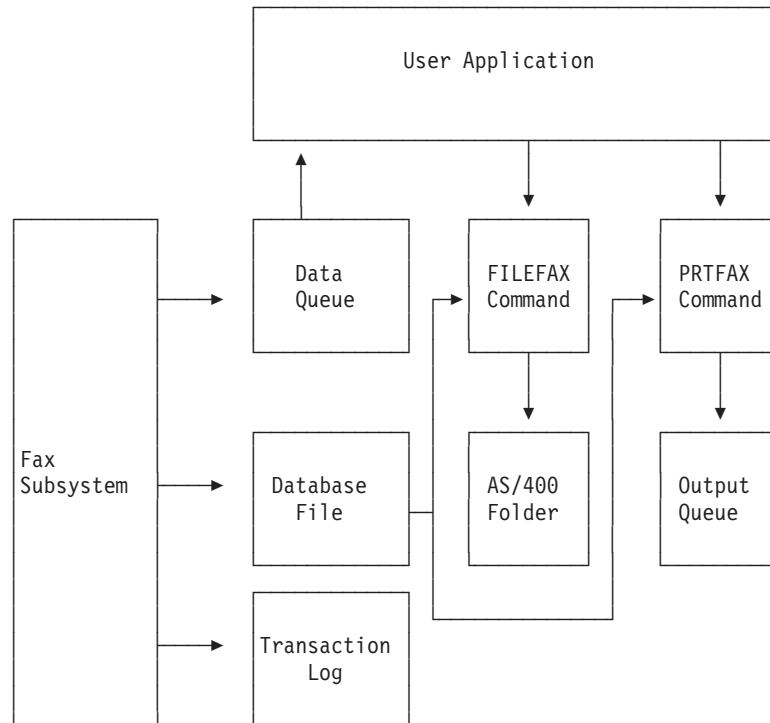 User Application
Data
Queue
FILEFAX
Command
PRTFAX
Command
Fax
Subsystem
Database
File
AS/400
Folder
Output
Queue
Transaction
Log